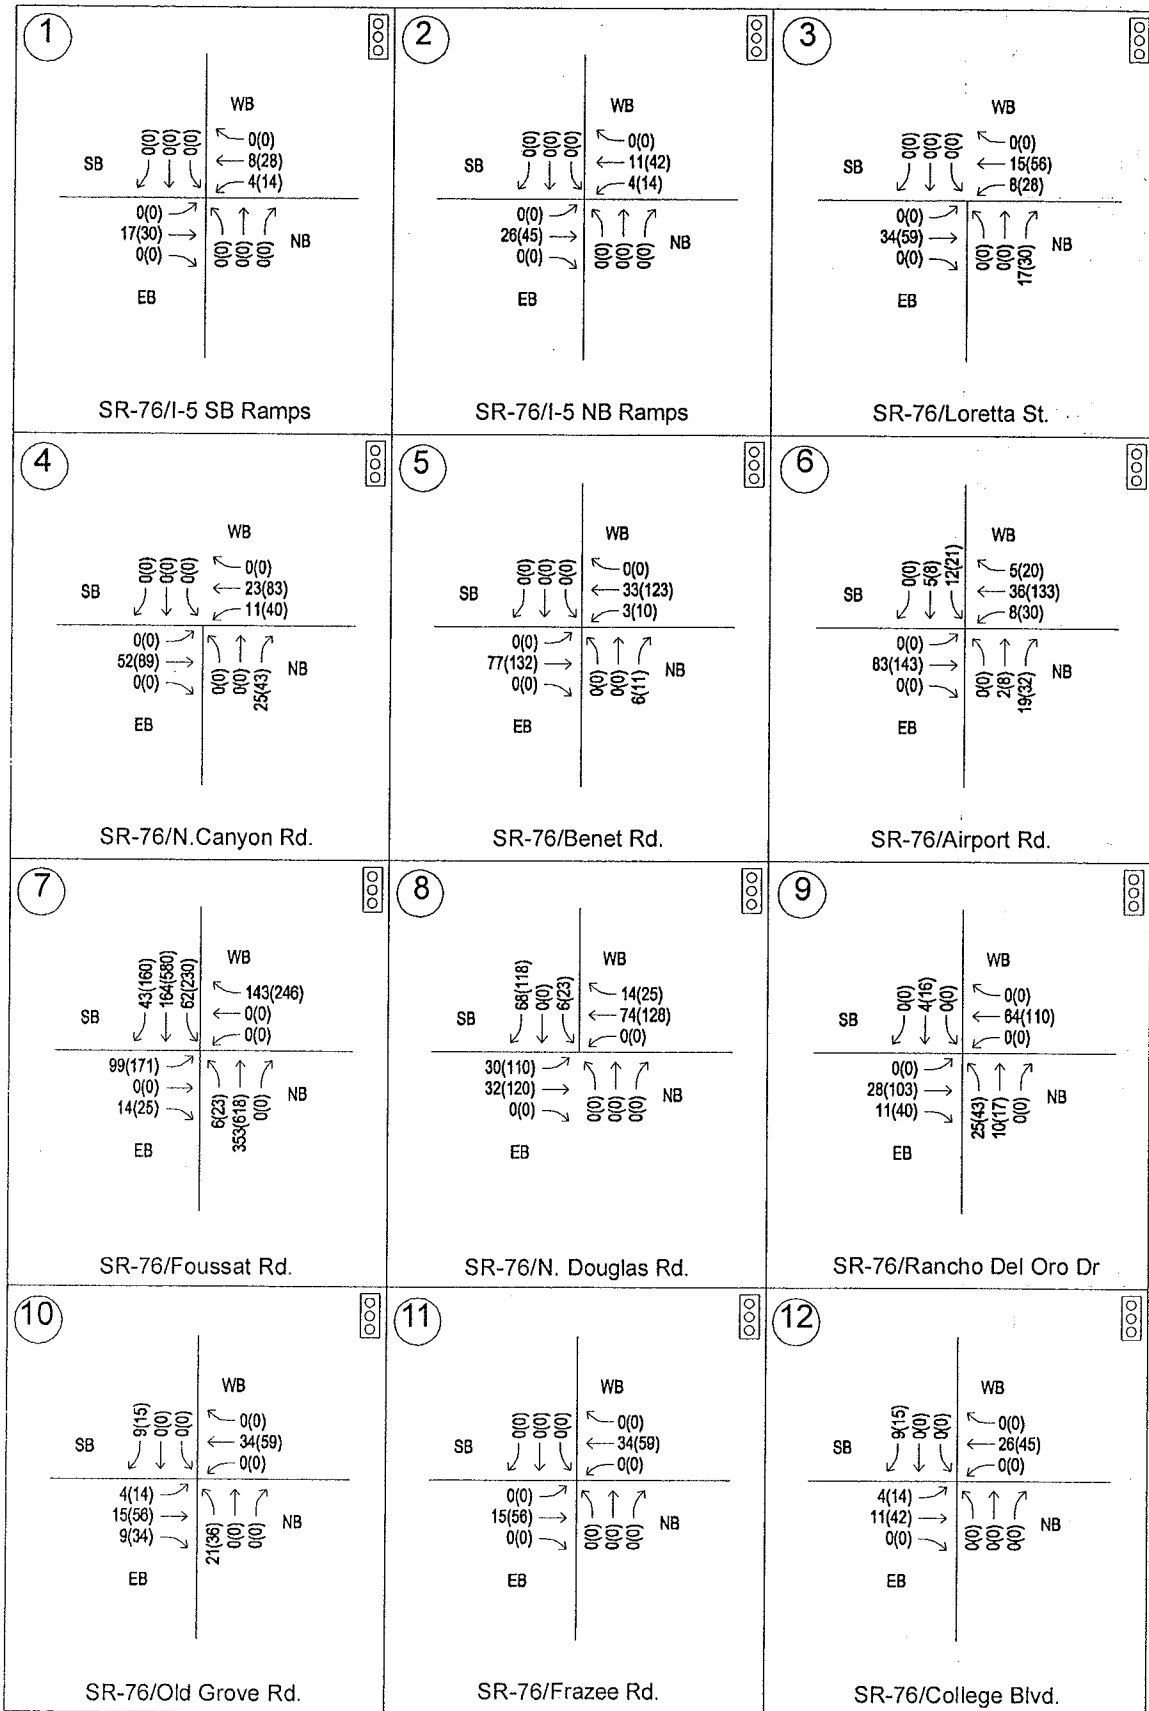 1
WB
0(0) 0(0) 0(0)
0(0)
8(28)
4(14)
SB
0(0)
17(30)
0(0)
0(0) 0(0) 0(0)
NB
EB
SR-76/I-5 SB Ramps
2
WB
0(0) 0(0) 0(0)
0(0)
11(42)
4(14)
SB
0(0)
26(45)
0(0)
0(0) 0(0) 0(0)
NB
EB
SR-76/I-5 NB Ramps
3
WB
0(0) 0(0) 0(0)
0(0)
15(56)
8(28)
SB
0(0)
34(59)
0(0)
0(0) 0(0) 17(30)
NB
EB
SR-76/Loretta St.
4
WB
0(0) 0(0) 0(0)
0(0)
23(83)
11(40)
SB
0(0)
52(89)
0(0)
0(0) 0(0) 25(43)
NB
EB
SR-76/N.Canyon Rd.
5
WB
0(0) 0(0) 0(0)
0(0)
33(123)
3(10)
SB
0(0)
77(132)
0(0)
0(0) 0(0) 6(11)
NB
EB
SR-76/Benet Rd.
6
WB
0(0) 5(8) 12(21)
5(20)
36(133)
8(30)
SB
0(0)
83(143)
0(0)
0(0) 2(8) 19(32)
NB
EB
SR-76/Airport Rd.
7
WB
43(160) 164(580) 62(230)
143(246)
0(0)
0(0)
SB
99(171)
0(0)
14(25)
6(23) 353(618) 0(0)
NB
EB
SR-76/Foussat Rd.
8
WB
68(118) 0(0) 6(23)
14(25)
74(128)
0(0)
SB
30(110)
32(120)
0(0)
0(0) 0(0) 0(0)
NB
EB
SR-76/N. Douglas Rd.
9
WB
0(0) 4(16) 0(0)
0(0)
64(110)
0(0)
SB
0(0)
28(103)
11(40)
25(43) 10(17) 0(0)
NB
EB
SR-76/Rancho Del Oro Dr
10
WB
9(15) 0(0) 0(0)
0(0)
34(59)
0(0)
SB
4(14)
15(56)
9(34)
21(36) 0(0) 0(0)
NB
EB
SR-76/Old Grove Rd.
11
WB
0(0) 0(0) 0(0)
0(0)
34(59)
0(0)
SB
0(0)
15(56)
0(0)
0(0) 0(0) 0(0)
NB
EB
SR-76/Frazee Rd.
12
WB
9(15) 0(0) 0(0)
0(0)
26(45)
0(0)
SB
4(14)
11(42)
0(0)
0(0) 0(0) 0(0)
NB
EB
SR-76/College Blvd.